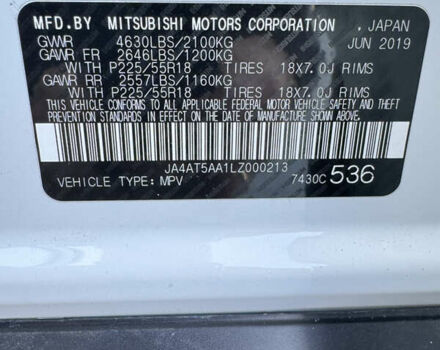 MFD.BY MITSUBISHI MOTORS CORPORATION, JAPAN
GVWR 4630LBS/2100KG JUN 2019
GAWR FR 2646LBS/1200KG
WITH P225/55R18 TIRES 18X7.0J RIMS
GAWR RR 2557LBS/1160KG
WITH P225/55R18 TIRES 18X7.0J RIMS
THIS VEHICLE CONFORMS TO ALL APPLICABLE FEDERAL MOTOR VEHICLE
SAFETY, BUMPER, AND THEFT PREVENTION STANDARDS IN EFFECT ON
THE DATE OF MANUFACTURE SHOWN ABOVE.
JA4AT5AA1LZ000213
VEHICLE TYPE: MPV 7430C 536